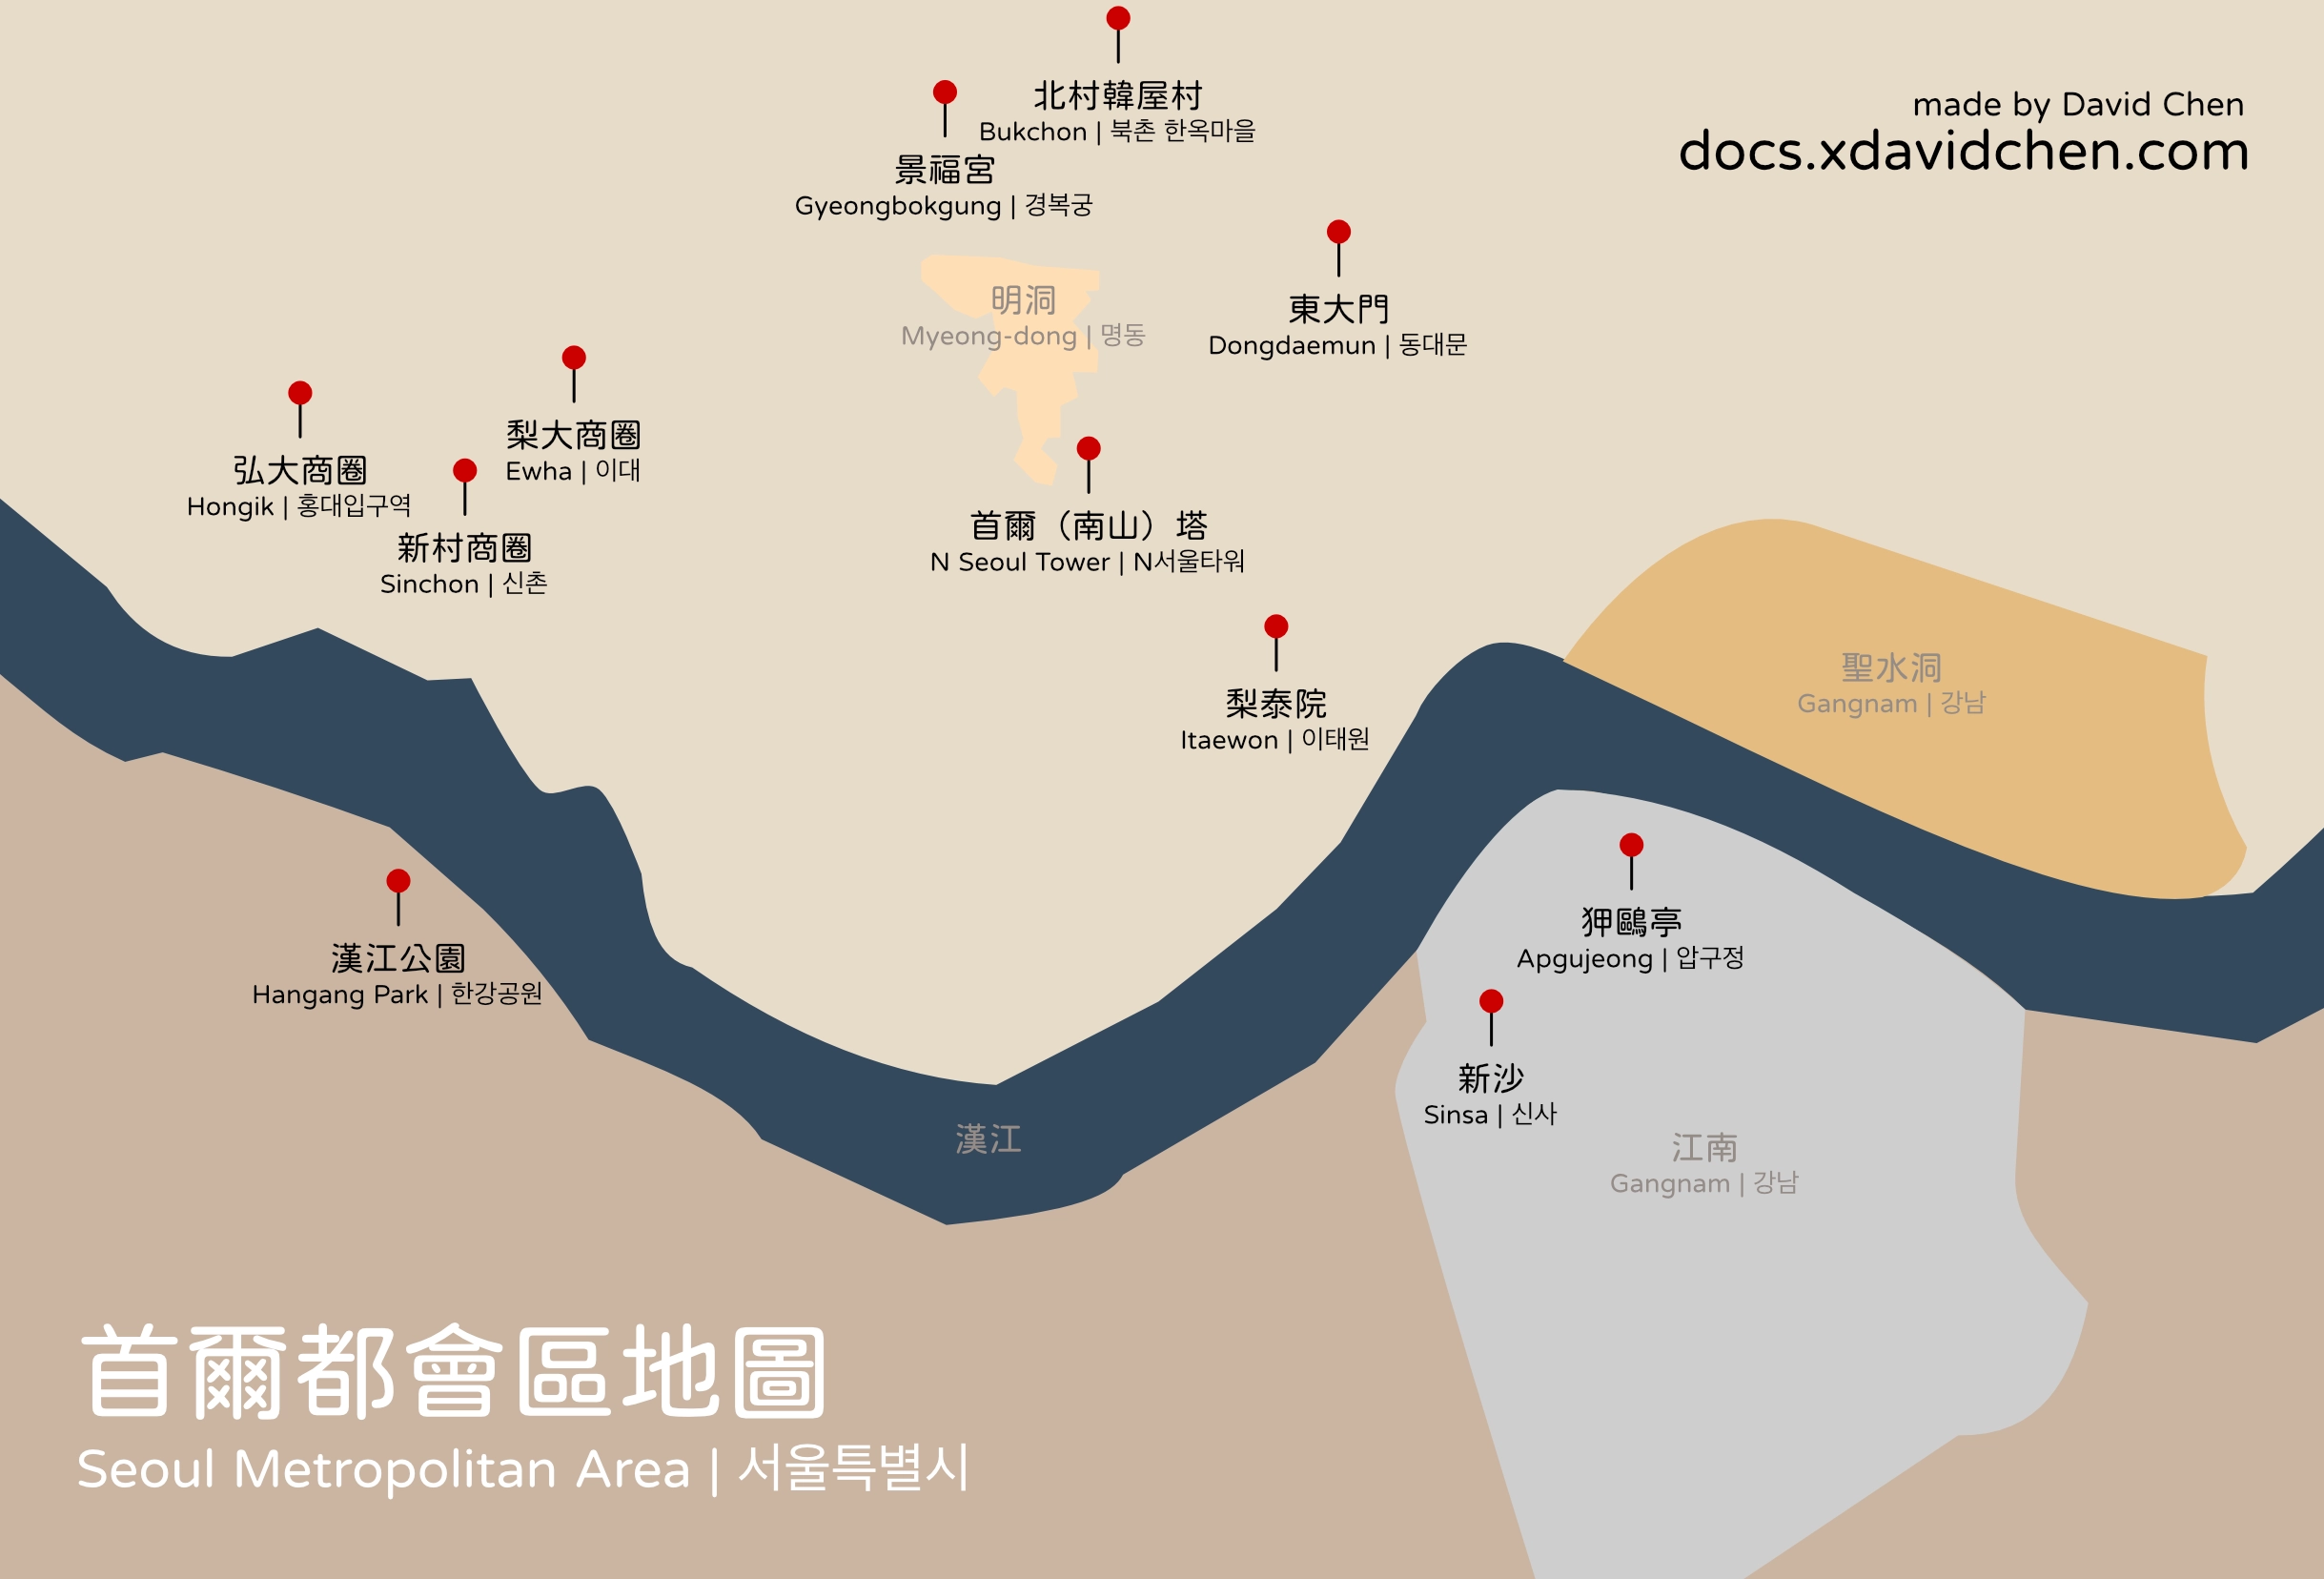 北村韓屋村
Bukchon | 북촌 한옥마을
made by David Chen
docs.xdavidchen.com
景福宮
Gyeongbokgung | 경복궁
明洞
Myeong-dong | 명동
東大門
Dongdaemun | 동대문
梨大商圈
Ewha | 이대
弘大商圈
Hongik | 홍대입구역
新村商圈
Sinchon | 신촌
首爾（南山）塔
N Seoul Tower | N서울타워
梨泰院
Itaewon | 이태원
聖水洞
Gangnam | 강남
狎鷗亭
Apgujeong | 압구정
漢江公園
Hangang Park | 한강공원
新沙
Sinsa | 신사
漢江
江南
Gangnam | 강남
首爾都會區地圖
Seoul Metropolitan Area | 서울특별시